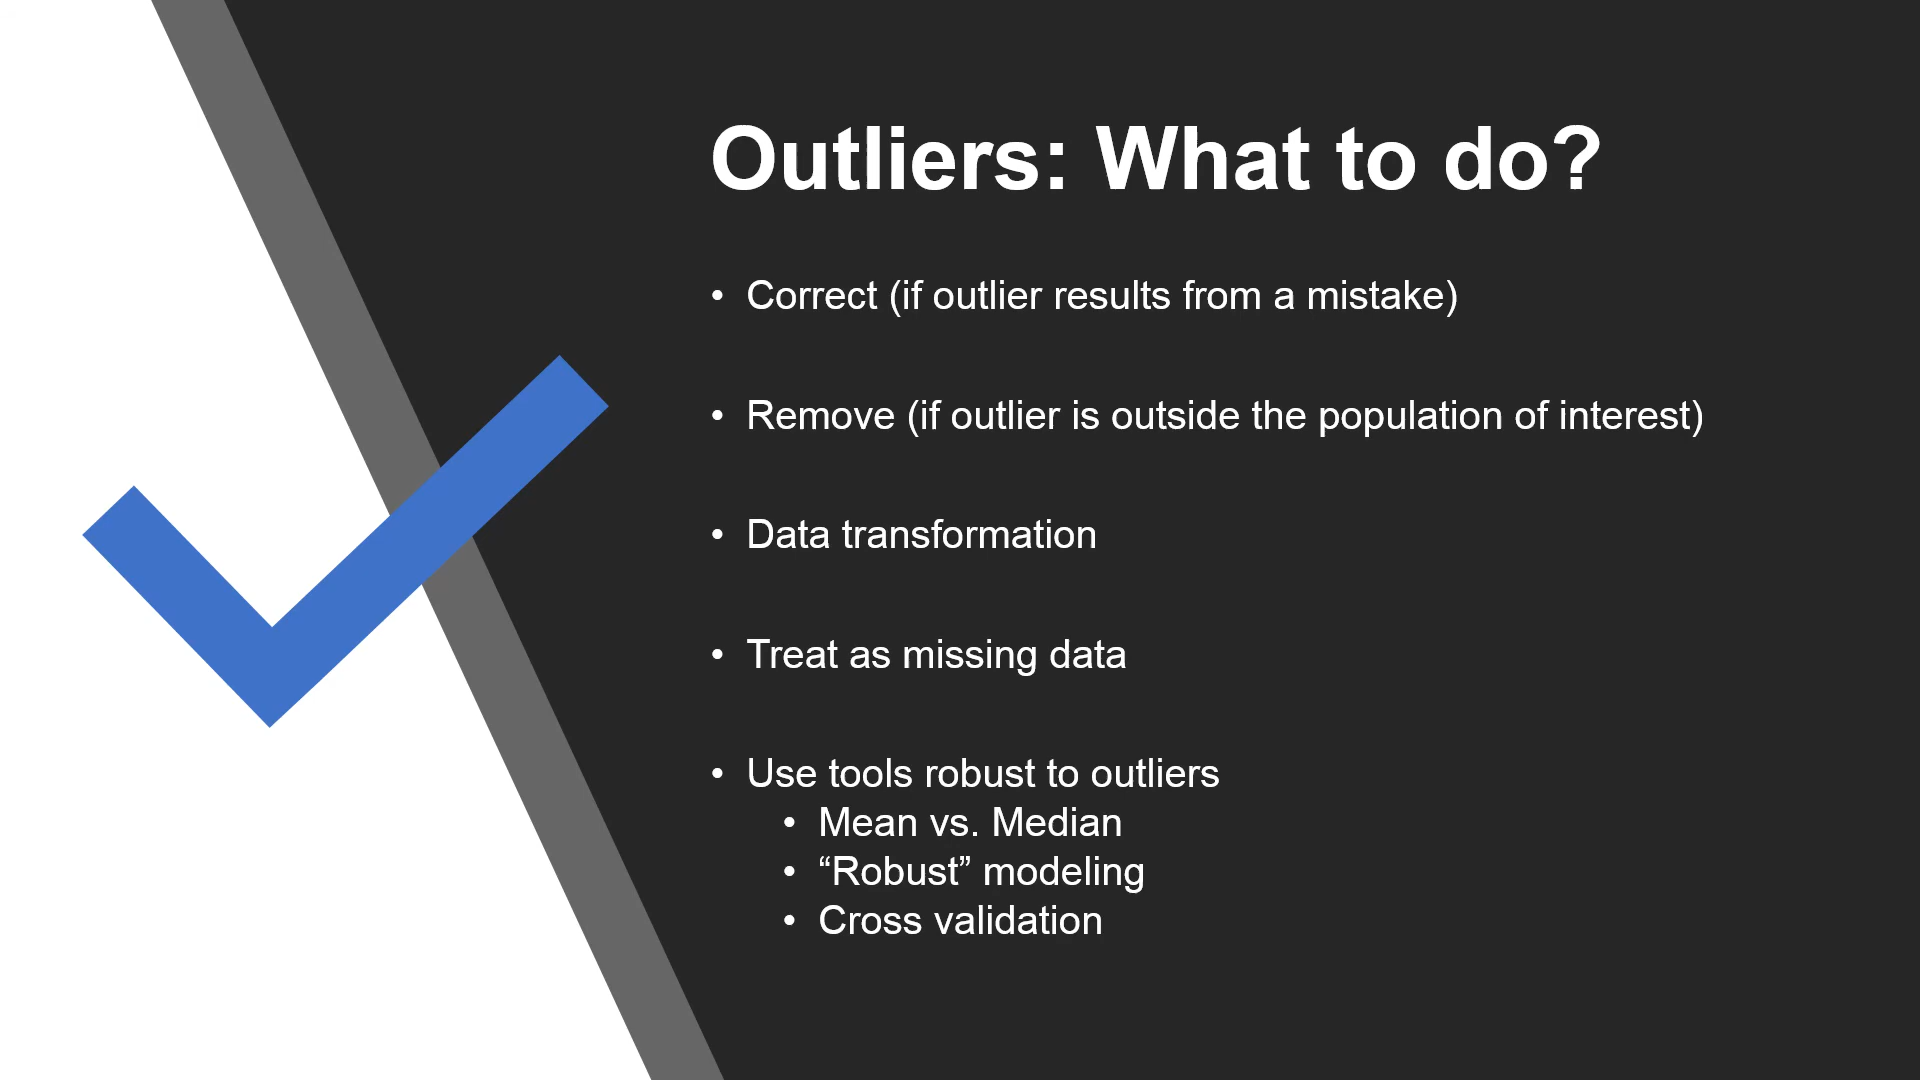 Outliers: What to do?
• Correct (if outlier results from a mistake)
• Remove (if outlier is outside the population of interest)
• Data transformation
• Treat as missing data
• Use tools robust to outliers
• Mean vs. Median
• “Robust” modeling
• Cross validation